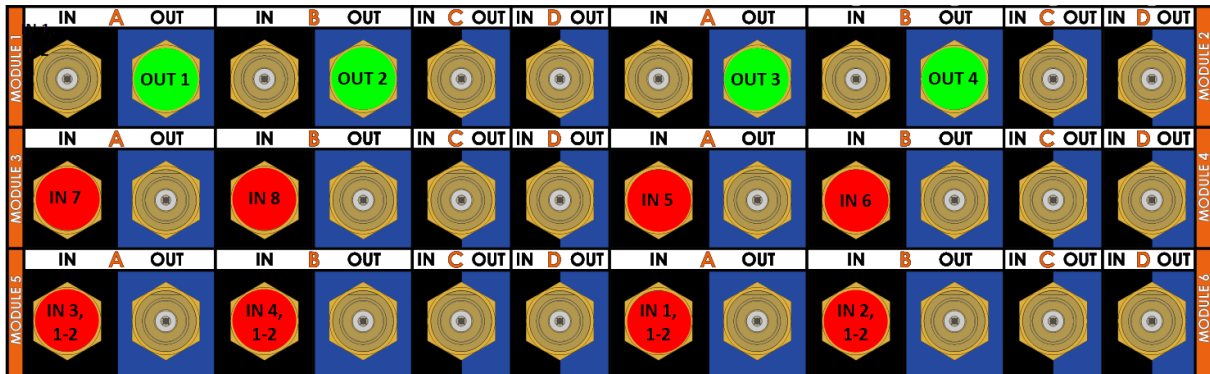 IN A OUT IN B OUT IN C OUT IN D OUT IN A OUT IN B OUT IN C OUT IN D OUT
MODULE 1
OUT 1
OUT 2
OUT 3
OUT 4
MODULE 2
IN A OUT IN B OUT IN C OUT IN D OUT IN A OUT IN B OUT IN C OUT IN D OUT
MODULE 3
IN 7
IN 8
IN 5
IN 6
MODULE 4
IN A OUT IN B OUT IN C OUT IN D OUT IN A OUT IN B OUT IN C OUT IN D OUT
MODULE 5
IN 3,
1-2
IN 4,
1-2
IN 1,
1-2
IN 2,
1-2
MODULE 6